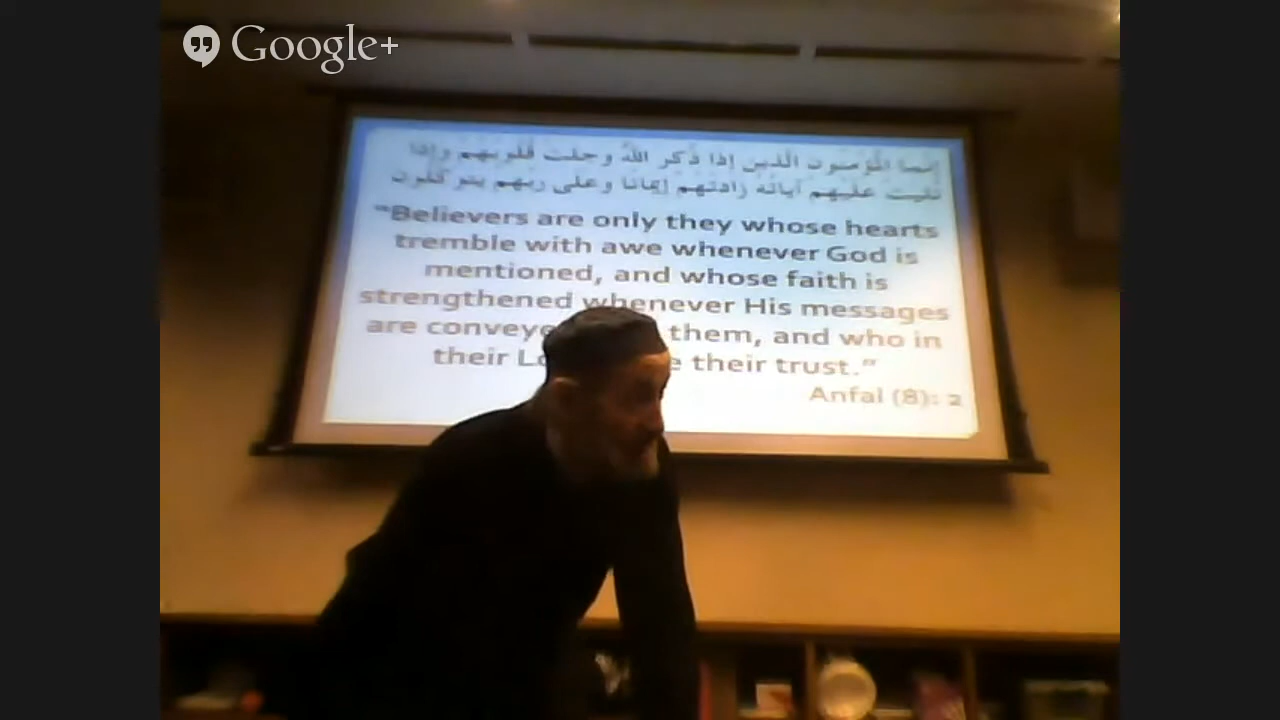 Google+
إنما المؤمنون الذين إذا ذكر الله وجلت قلوبهم وإذا
تليت عليهم آياته زادتهم إيمانا وعلى ربهم يتوكلون
"Believers are only they whose hearts
tremble with awe whenever God is
mentioned, and whose faith is
strengthened whenever His messages
are conveye them, and who in
their Lo e their trust."
Anfal (8): 2